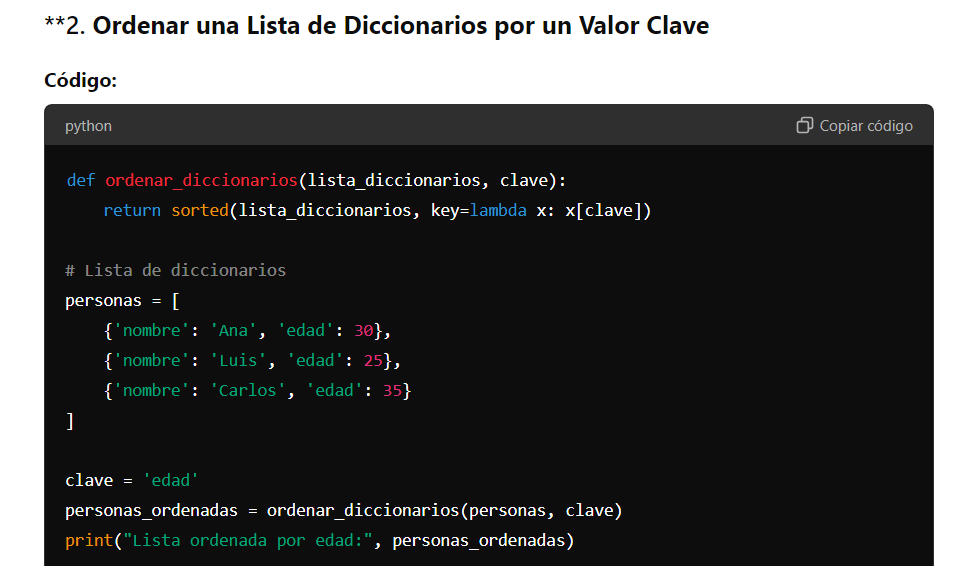 **2. Ordenar una Lista de Diccionarios por un Valor Clave
Código:
python
Copiar código
def ordenar_diccionarios(lista_diccionarios, clave):
    return sorted(lista_diccionarios, key=lambda x: x[clave])
# Lista de diccionarios
personas = [
    {'nombre': 'Ana', 'edad': 30},
    {'nombre': 'Luis', 'edad': 25},
    {'nombre': 'Carlos', 'edad': 35}
]
clave = 'edad'
personas_ordenadas = ordenar_diccionarios(personas, clave)
print("Lista ordenada por edad:", personas_ordenadas)